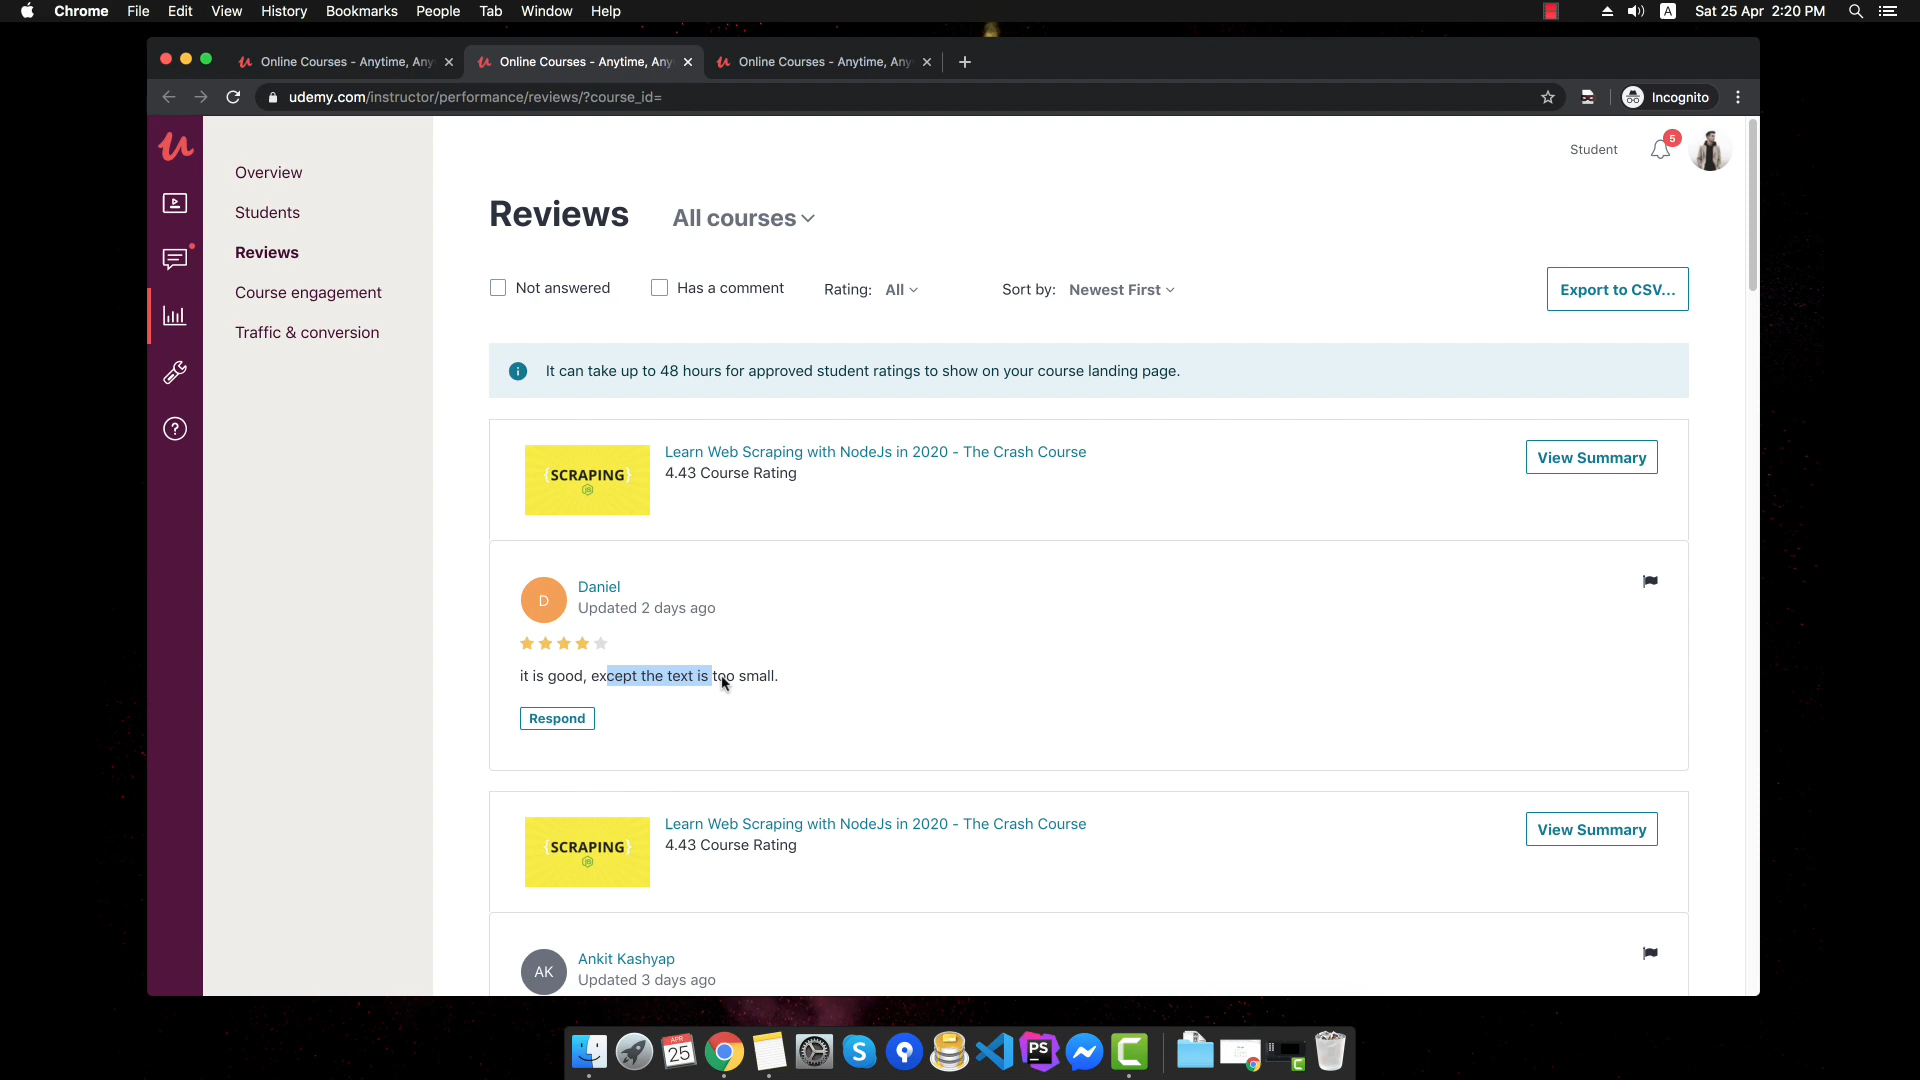 Chrome File Edit View History Bookmarks People Tab Window Help
A Sat 25 Apr 2:20 PM
Online Courses - Anytime, Any
Online Courses - Anytime, Any
Online Courses - Anytime, Any
udemy.com/instructor/performance/reviews/?course_id=
Incognito
Student
5
Overview
Students
Reviews
Course engagement
Traffic & conversion
Reviews All courses
Not answered Has a comment Rating: All Sort by: Newest First Export to CSV...
It can take up to 48 hours for approved student ratings to show on your course landing page.
SCRAPING
JS
Learn Web Scraping with NodeJs in 2020 - The Crash Course
4.43 Course Rating
View Summary
D
Daniel
Updated 2 days ago
it is good, except the text is too small.
Respond
SCRAPING
JS
Learn Web Scraping with NodeJs in 2020 - The Crash Course
4.43 Course Rating
View Summary
AK
Ankit Kashyap
Updated 3 days ago
APR
25
S
PS
C